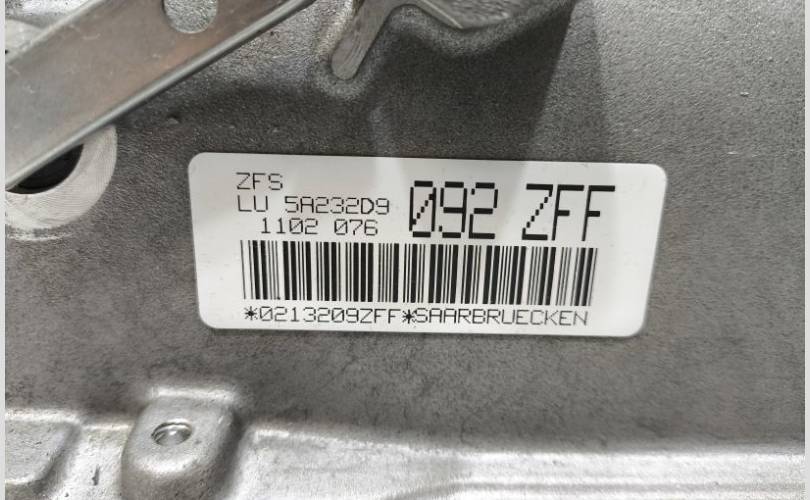 ZFS
LU 5A232D9
1102 076
092 ZFF
*0213209ZFF*SAARBRUECKEN